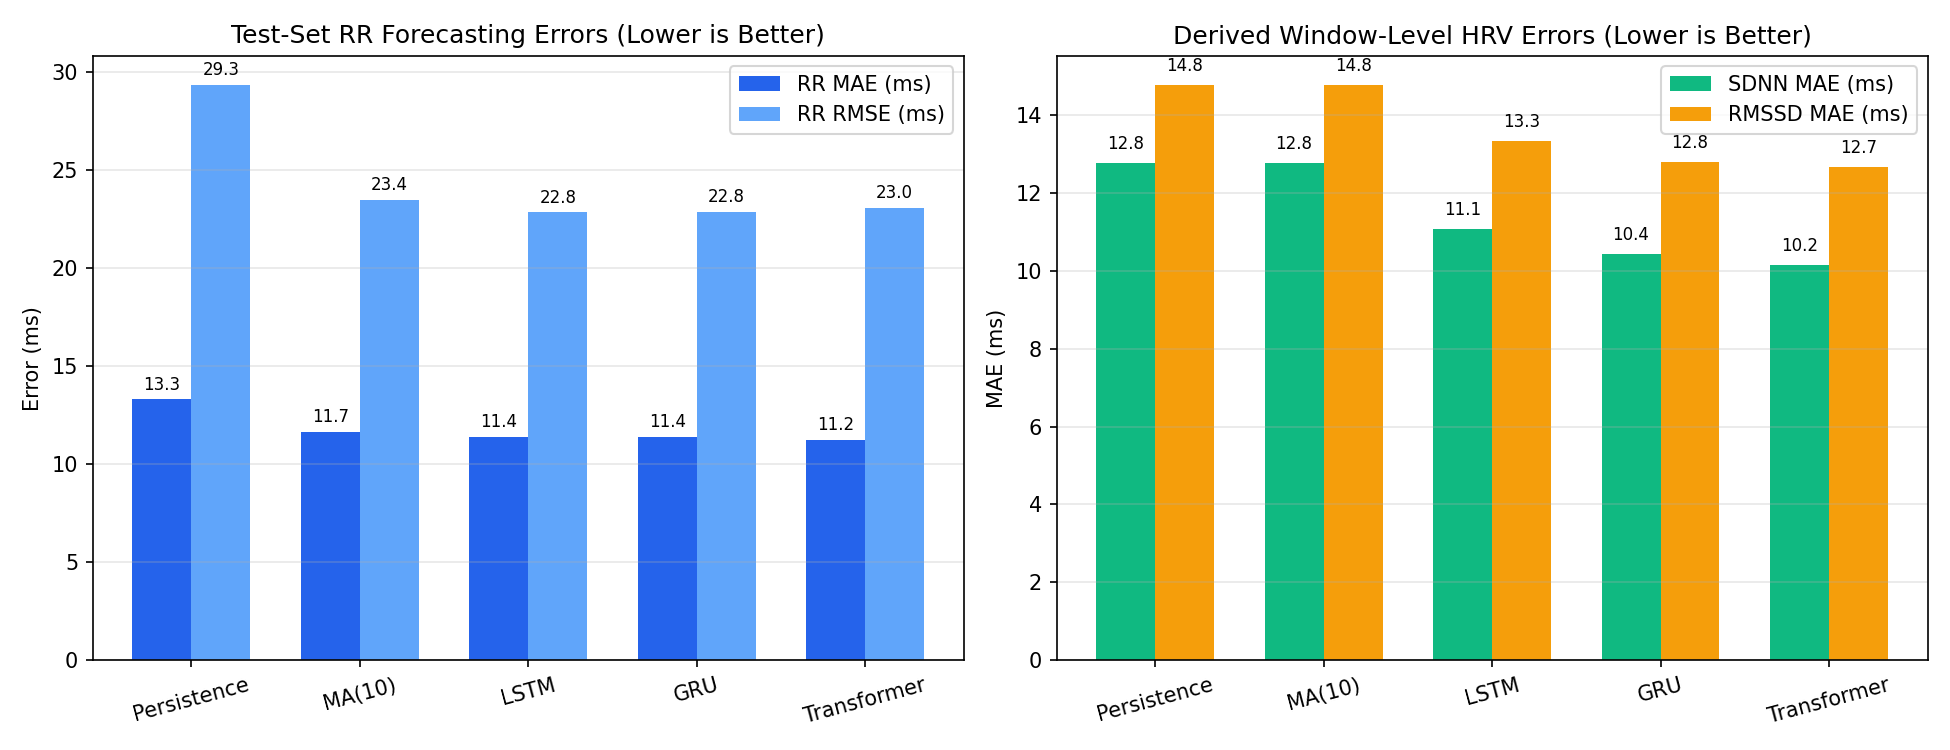 Test-Set RR Forecasting Errors (Lower is Better)
RR MAE (ms)
RR RMSE (ms)
Error (ms)
30
25
20
15
10
5
0
13.3
29.3
11.7
23.4
11.4
22.8
11.4
22.8
11.2
23.0
Persistence
MA(10)
LSTM
GRU
Transformer
Derived Window-Level HRV Errors (Lower is Better)
SDNN MAE (ms)
RMSSD MAE (ms)
MAE (ms)
14
12
10
8
6
4
2
0
12.8
14.8
12.8
14.8
11.1
13.3
10.4
12.8
10.2
12.7
Persistence
MA(10)
LSTM
GRU
Transformer